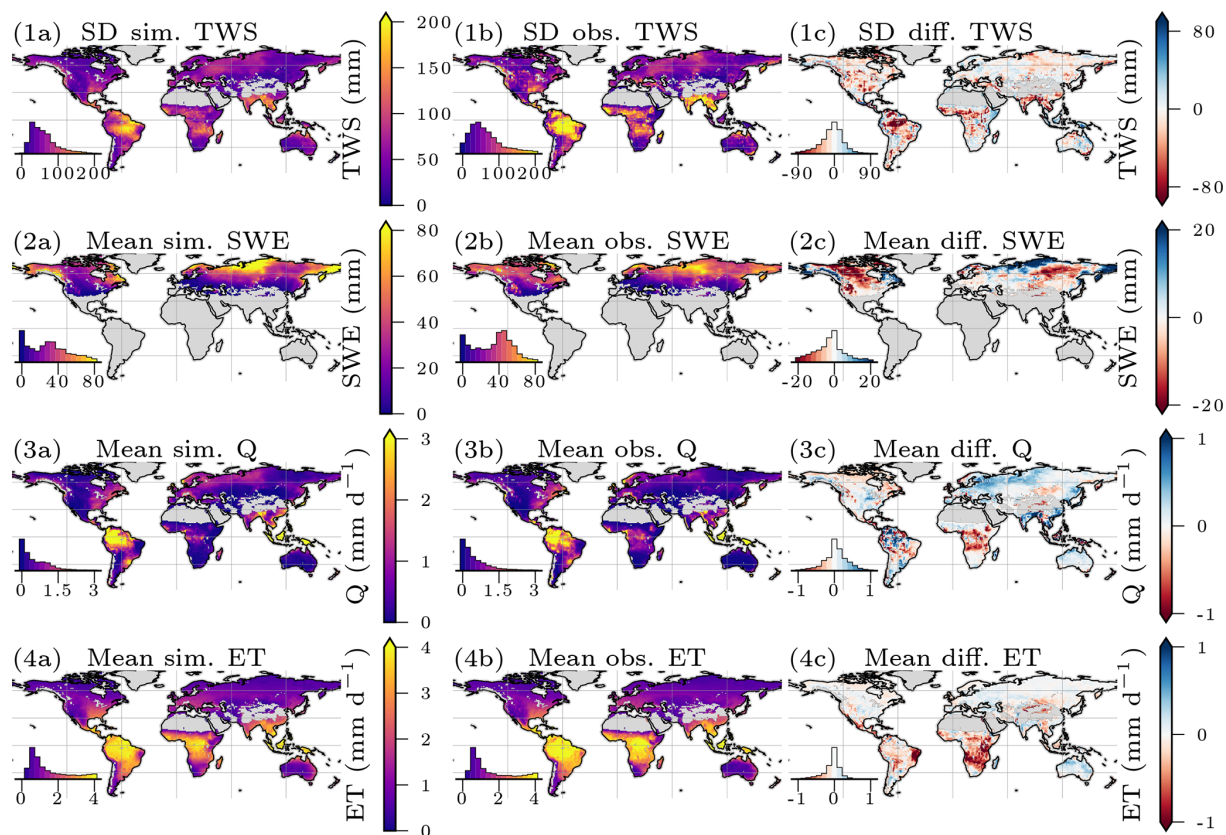 (1a) SD sim. TWS
0 100 200
200
150
100
50
0
TWS (mm)
(1b) SD obs. TWS
0 100 200
(1c) SD diff. TWS
-90 90
80
0
-80
TWS (mm)
(2a) Mean sim. SWE
0 40 80
80
60
40
20
0
SWE (mm)
(2b) Mean obs. SWE
0 40 80
(2c) Mean diff. SWE
-20 0 20
20
0
-20
SWE (mm)
(3a) Mean sim. Q
0 1.5 3
3
2
1
0
Q (mm d⁻¹)
(3b) Mean obs. Q
0 1.5 3
(3c) Mean diff. Q
-1 0 1
1
0
-1
Q (mm d⁻¹)
(4a) Mean sim. ET
0 2 4
4
3
2
1
0
ET (mm d⁻¹)
(4b) Mean obs. ET
0 2 4
(4c) Mean diff. ET
-1 0 1
1
0
-1
ET (mm d⁻¹)